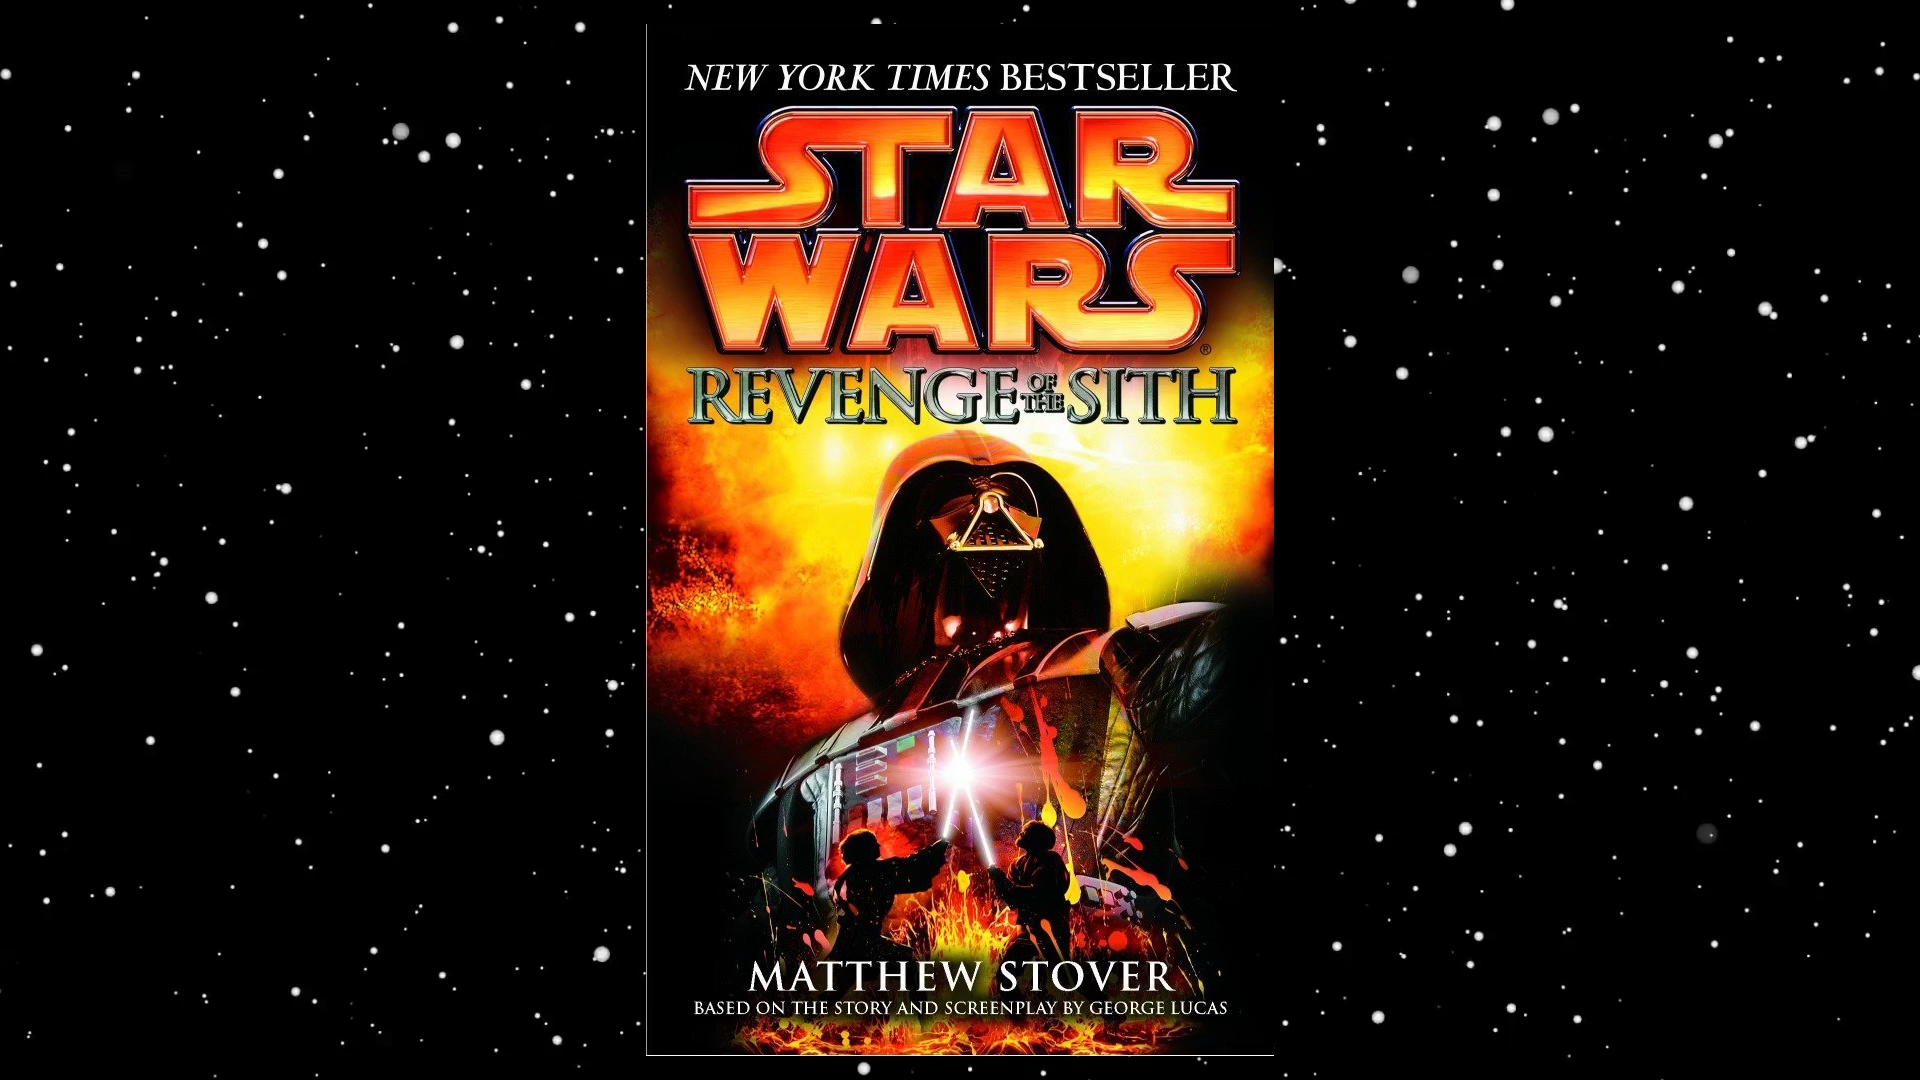 NEW YORK TIMES BESTSELLER
STAR
WARS®
REVENGE OF THE SITH
MATTHEW STOVER
BASED ON THE STORY AND SCREENPLAY BY GEORGE LUCAS